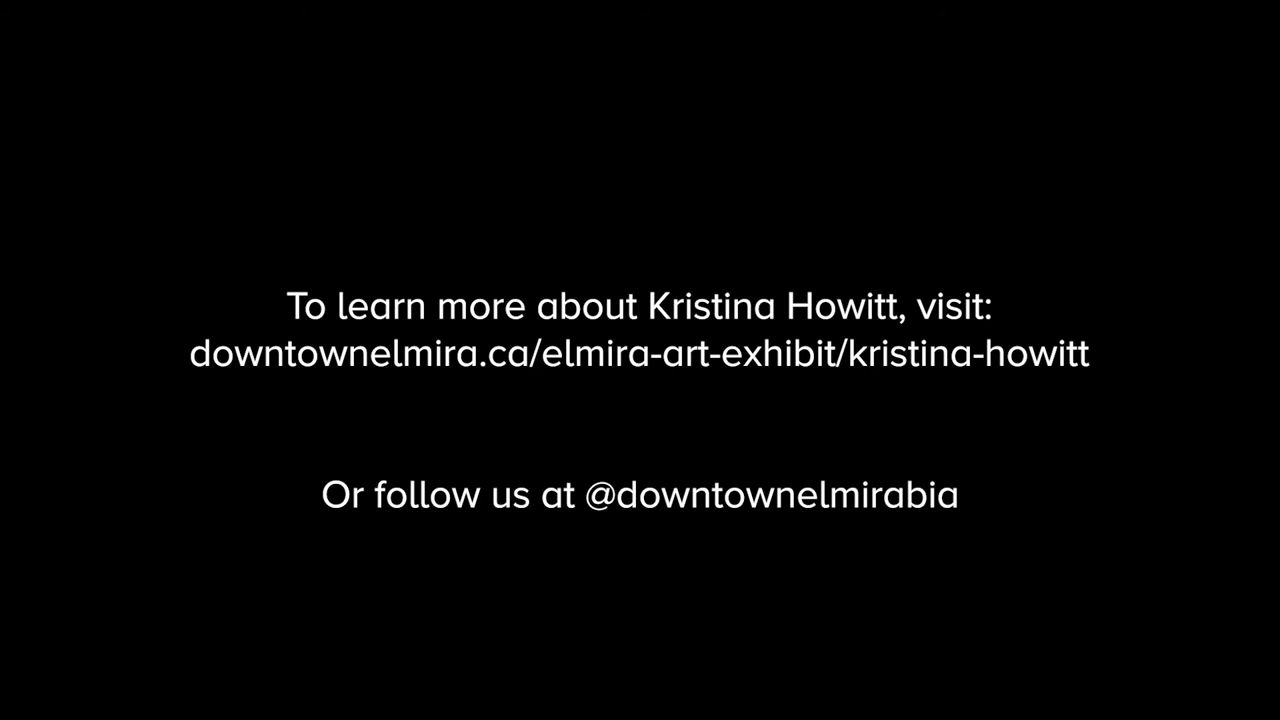 To learn more about Kristina Howitt, visit:
downtownelmira.ca/elmira-art-exhibit/kristina-howitt
Or follow us at @downtownelmirabia